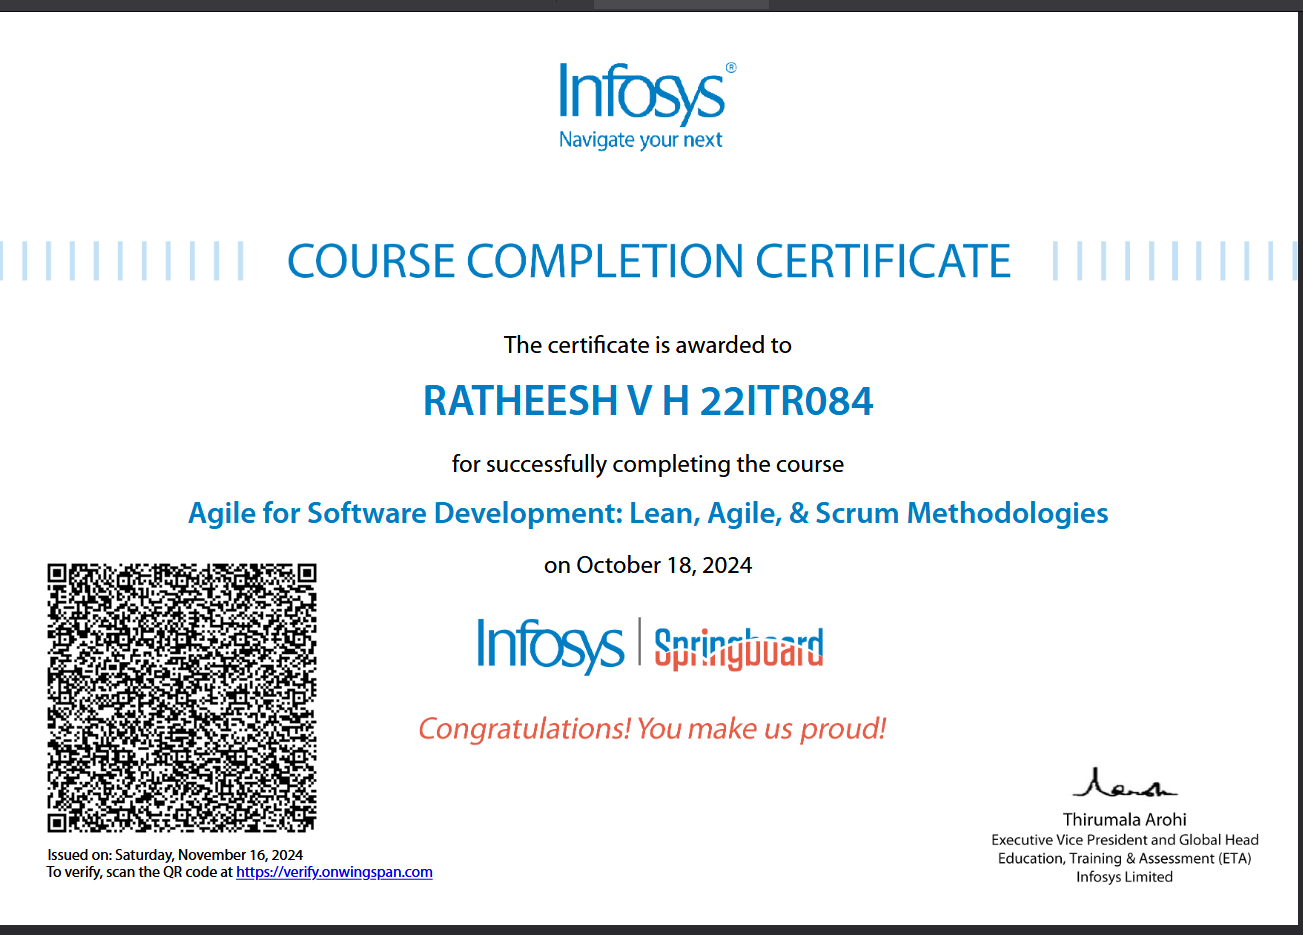 Infosys®
Navigate your next
COURSE COMPLETION CERTIFICATE
The certificate is awarded to
RATHEESH V H 22ITR084
for successfully completing the course
Agile for Software Development: Lean, Agile, & Scrum Methodologies
on October 18, 2024
Infosys | Springboard
Congratulations! You make us proud!
Issued on: Saturday, November 16, 2024
To verify, scan the QR code at https://verify.onwingspan.com
Thirumala Arohi
Executive Vice President and Global Head
Education, Training & Assessment (ETA)
Infosys Limited